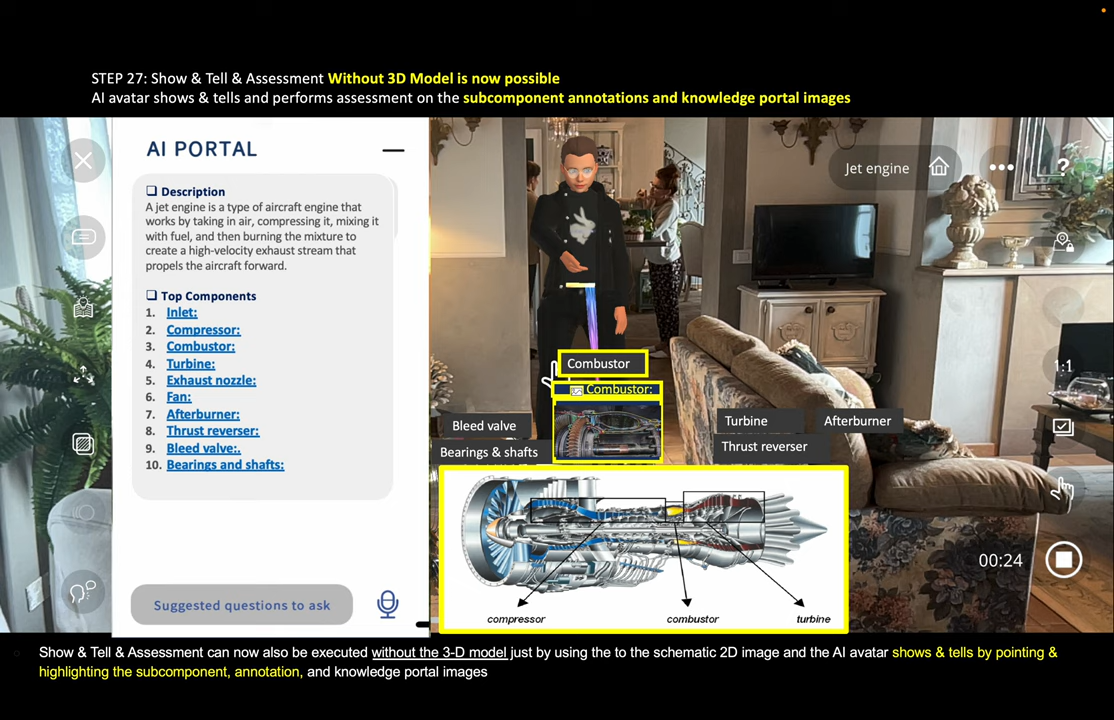 STEP 27: Show & Tell & Assessment Without 3D Model is now possible
AI avatar shows & tells and performs assessment on the subcomponent annotations and knowledge portal images
AI PORTAL
Description
A jet engine is a type of aircraft engine that
works by taking in air, compressing it, mixing it
with fuel, and then burning the mixture to
create a high-velocity exhaust stream that
propels the aircraft forward.
Top Components
1. Inlet:
2. Compressor:
3. Combustor:
4. Turbine:
5. Exhaust nozzle:
6. Fan:
7. Afterburner:
8. Thrust reverser:
9. Bleed valve:.
10. Bearings and shafts:
Suggested questions to ask
Jet engine
?
1:1
Combustor
Combustor:
Bleed valve
Turbine
Afterburner
Bearings & shafts
Thrust reverser
00:24
compressor
combustor
turbine
Show & Tell & Assessment can now also be executed without the 3-D model just by using the to the schematic 2D image and the AI avatar shows & tells by pointing &
highlighting the subcomponent, annotation, and knowledge portal images